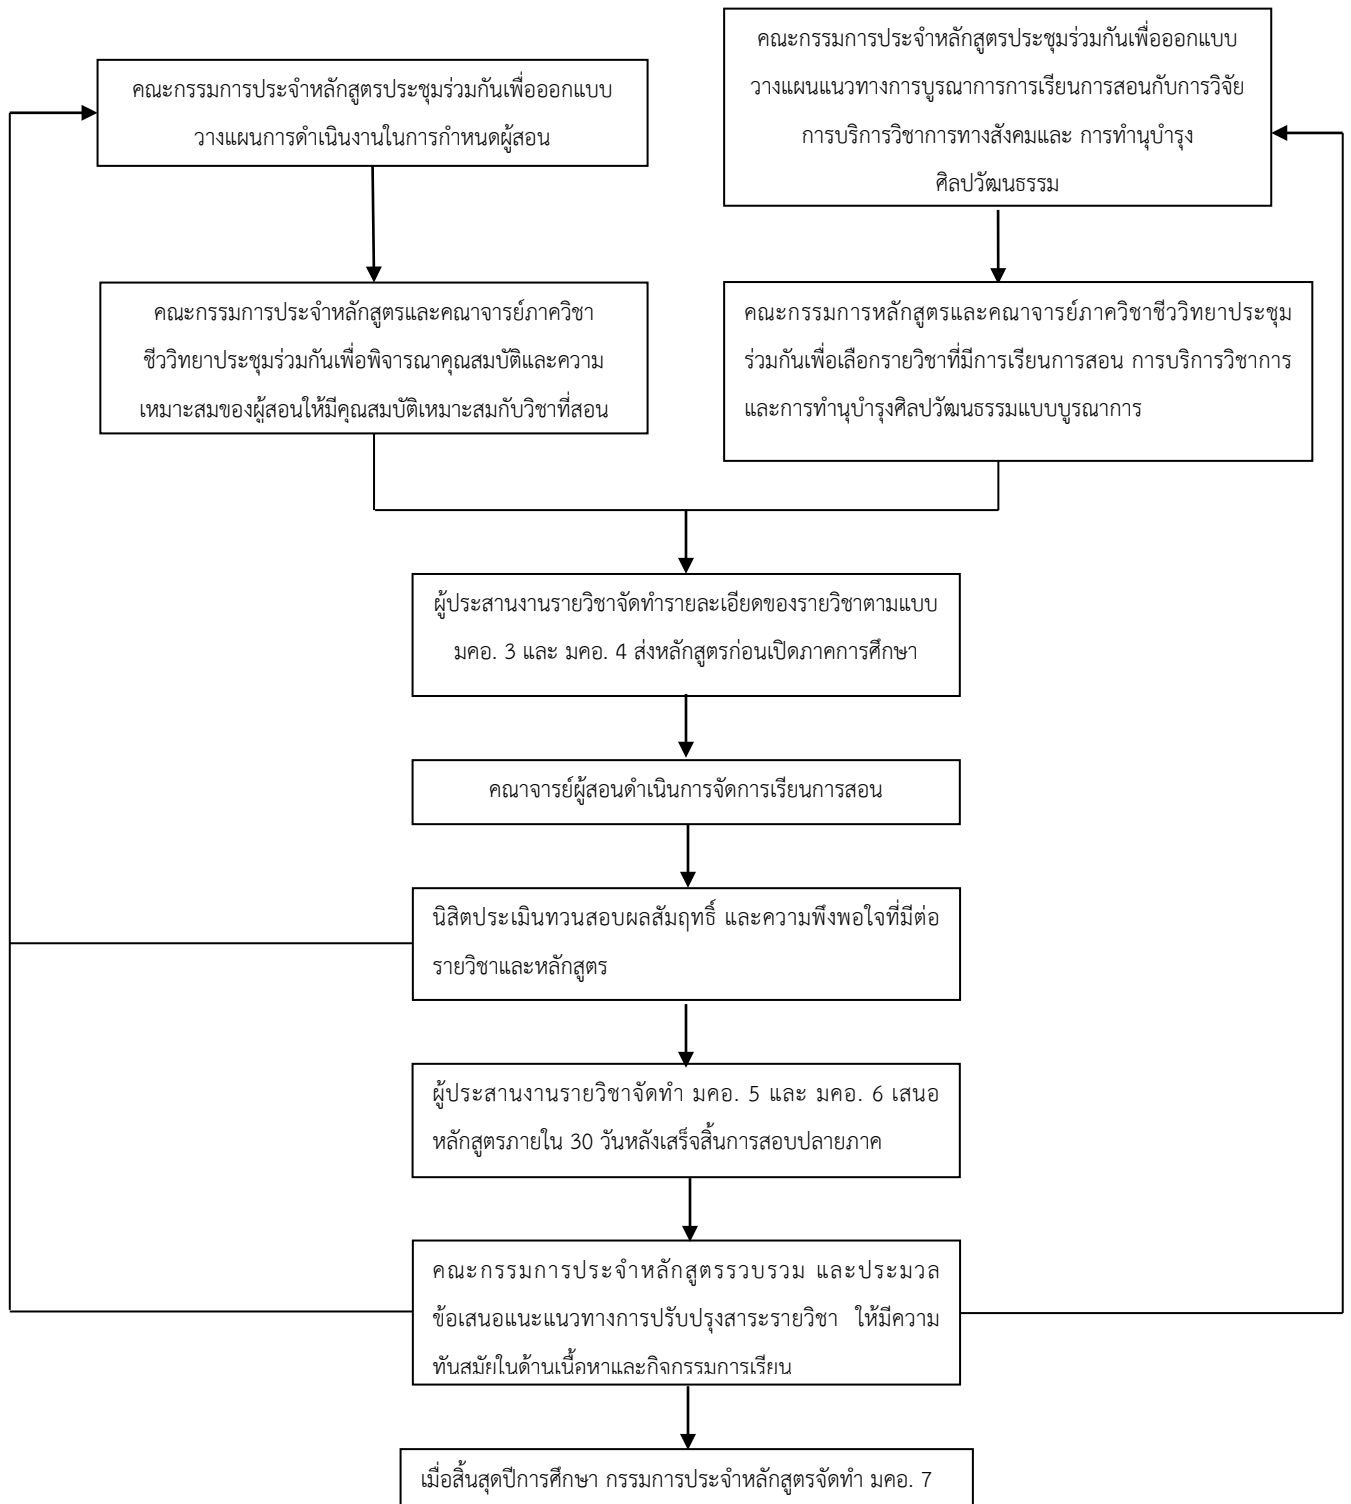 คณะกรรมการประจำหลักสูตรประชุมร่วมกันเพื่อออกแบบ
วางแผนการดำเนินงานในการกำหนดผู้สอน
คณะกรรมการประจำหลักสูตรประชุมร่วมกันเพื่อออกแบบ
วางแผนแนวทางการบูรณาการการเรียนการสอนกับการวิจัย
การบริการวิชาการทางสังคมและ การทำนุบำรุง
ศิลปวัฒนธรรม
คณะกรรมการประจำหลักสูตรและคณาจารย์ภาควิชา
ชีววิทยาประชุมร่วมกันเพื่อพิจารณาคุณสมบัติและความ
เหมาะสมของผู้สอนให้มีคุณสมบัติเหมาะสมกับวิชาที่สอน
คณะกรรมการหลักสูตรและคณาจารย์ภาควิชาชีววิทยาประชุม
ร่วมกันเพื่อเลือกรายวิชาที่มีการเรียนการสอน การบริการวิชาการ
และการทำนุบำรุงศิลปวัฒนธรรมแบบบูรณาการ
ผู้ประสานงานรายวิชาจัดทำรายละเอียดของรายวิชาตามแบบ
มคอ. 3 และ มคอ. 4 ส่งหลักสูตรก่อนเปิดภาคการศึกษา
คณาจารย์ผู้สอนดำเนินการจัดการเรียนการสอน
นิสิตประเมินทวนสอบผลสัมฤทธิ์ และความพึงพอใจที่มีต่อ
รายวิชาและหลักสูตร
ผู้ประสานงานรายวิชาจัดทำ มคอ. 5 และ มคอ. 6 เสนอ
หลักสูตรภายใน 30 วันหลังเสร็จสิ้นการสอบปลายภาค
คณะกรรมการประจำหลักสูตรรวบรวม และประมวล
ข้อเสนอแนะแนวทางการปรับปรุงสาระรายวิชา ให้มีความ
ทันสมัยในด้านเนื้อหาและกิจกรรมการเรียน
เมื่อสิ้นสุดปีการศึกษา กรรมการประจำหลักสูตรจัดทำ มคอ. 7